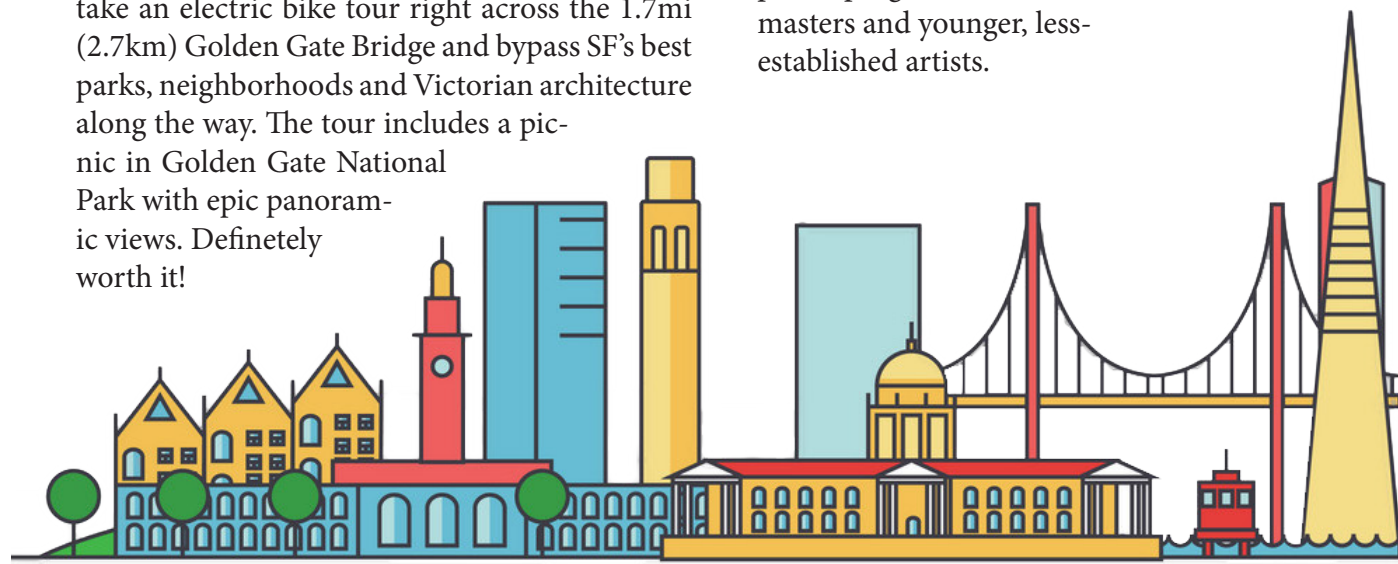 take an electric bike tour right across the 1.7mi
(2.7km) Golden Gate Bridge and bypass SF’s best
parks, neighborhoods and Victorian architecture
along the way. The tour includes a pic-
nic in Golden Gate National
Park with epic panoram-
ic views. Definetely
worth it!
masters and younger, less-
established artists.